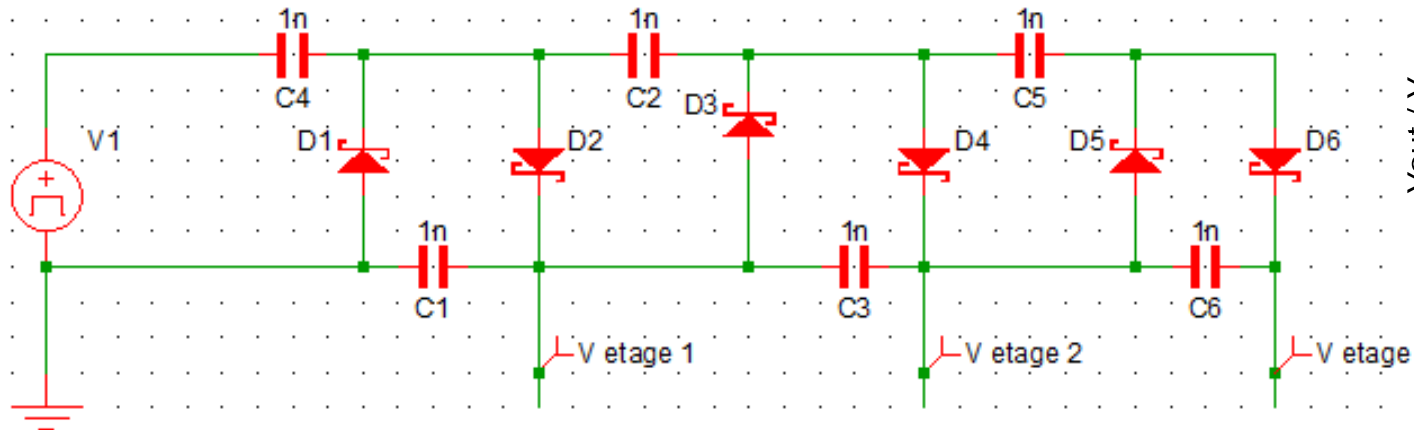 1n
1n
1n
C4
C2
C5
V1
D1
D2
D3
D4
D5
D6
1n
1n
1n
C1
C3
C6
V etage 1
V etage 2
V etage